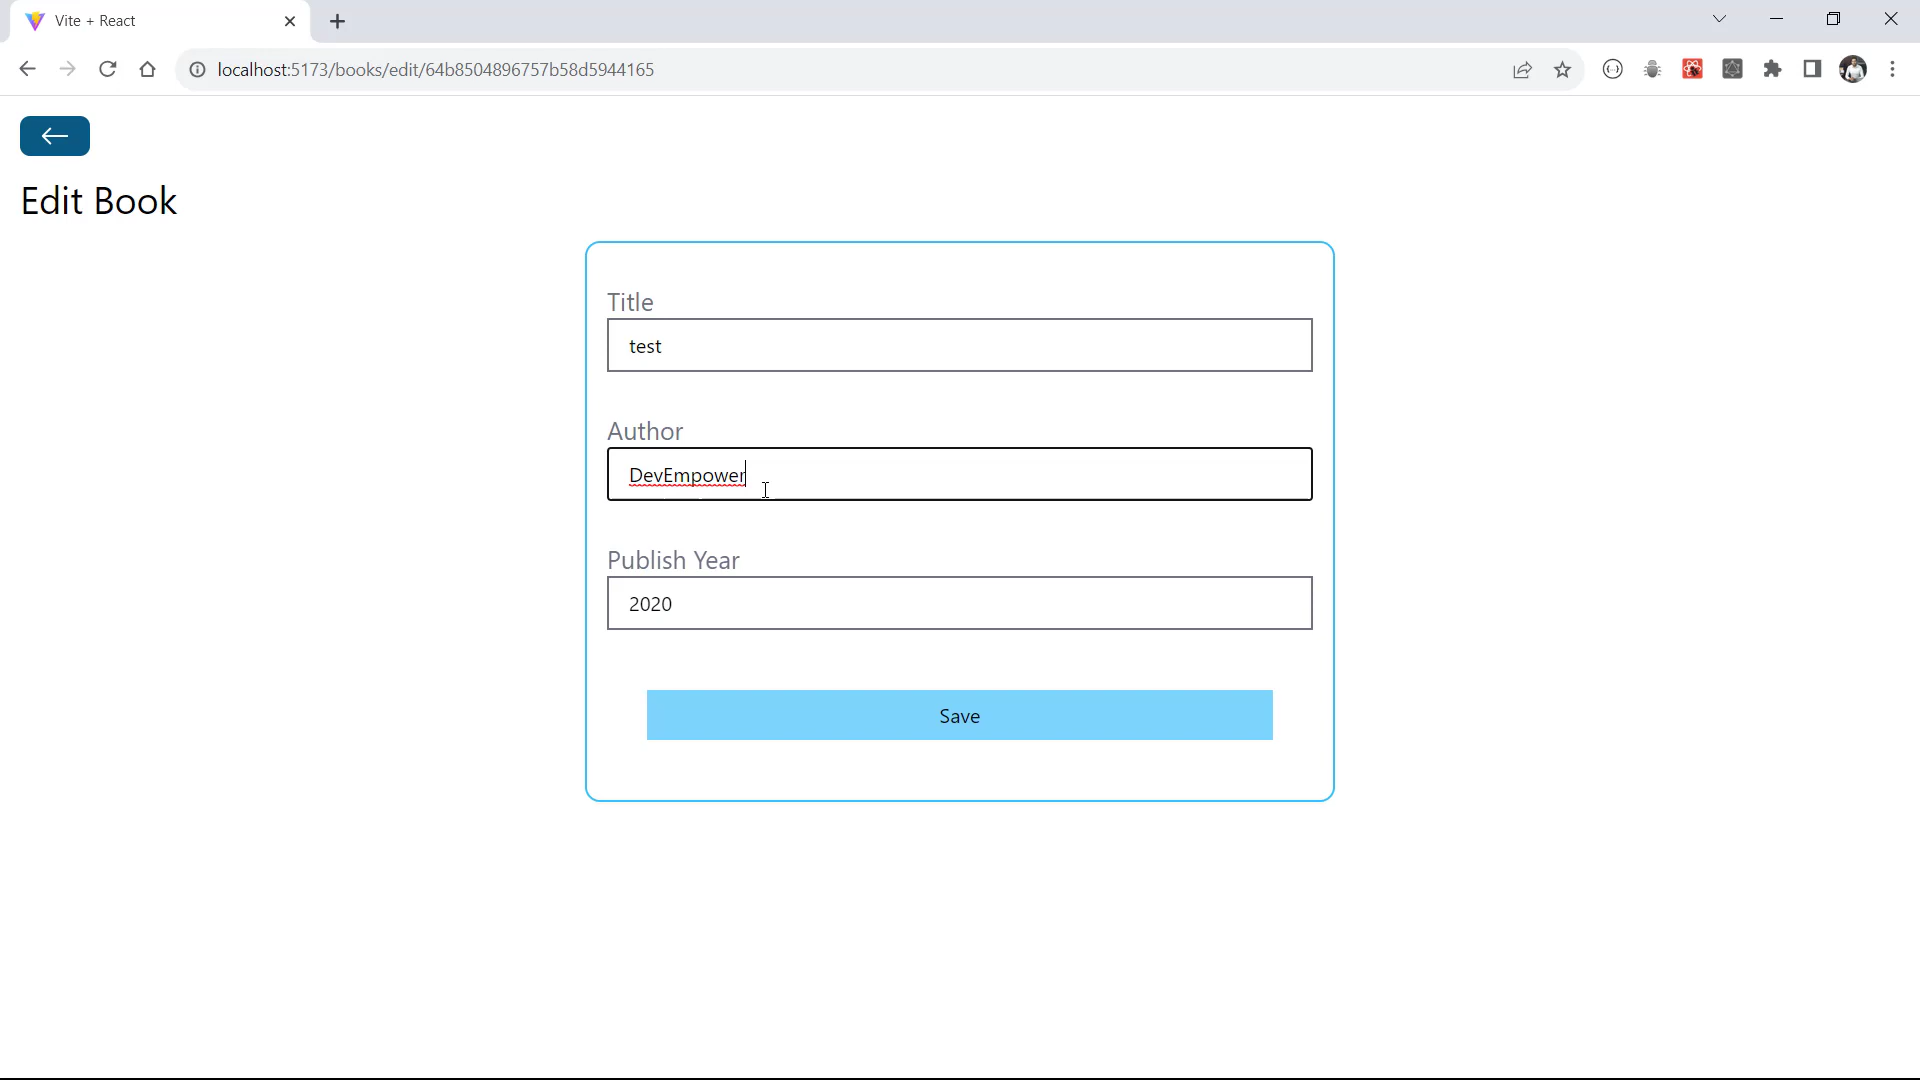 Vite + React
localhost:5173/books/edit/64b8504896757b58d5944165
Edit Book
Title
test
Author
DevEmpower
Publish Year
2020
Save